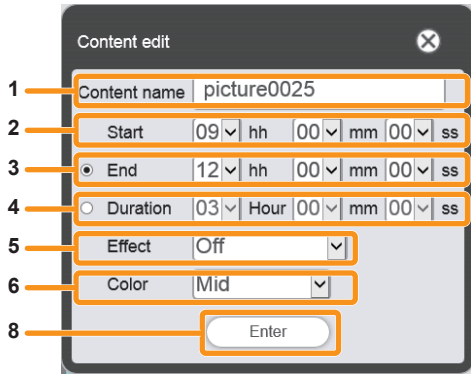 Content edit
1 Content name picture0025
2 Start 09 hh 00 mm 00 ss
3 End 12 hh 00 mm 00 ss
4 Duration 03 Hour 00 mm 00 ss
5 Effect Off
6 Color Mid
8 Enter